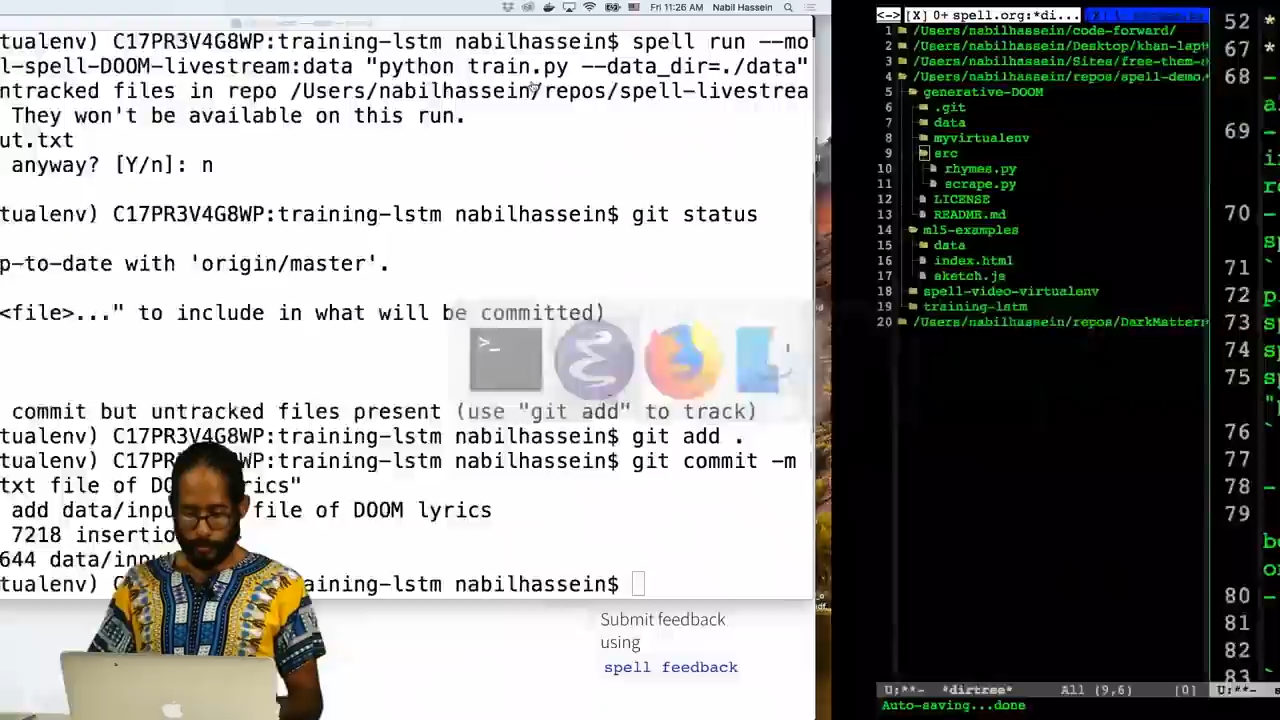 Fri 11:26 AM Nabil Hassein
tualenv) C17PR3V4G8WP:training-lstm nabilhassein$ spell run --mo
l-spell-DOOM-livestream:data "python train.py --data_dir=./data"
ntracked files in repo /Users/nabilhassein/repos/spell-livestrea
They won't be available on this run.
ut.txt
anyway? [Y/n]: n
tualenv) C17PR3V4G8WP:training-lstm nabilhassein$ git status
p-to-date with 'origin/master'.
<file>..." to include in what will be committed)
commit but untracked files present (use "git add" to track)
tualenv) C17PR3V4G8WP:training-lstm nabilhassein$ git add .
tualenv) C17PR3V4G8WP:training-lstm nabilhassein$ git commit -m
txt file of DO rics"
add data/inpu file of DOOM lyrics
7218 insertio
644 data/inp
tualenv) aining-lstm nabilhassein$
Submit feedback
using
spell feedback
<-> [X] 0+ spell.org:*di...
1 /Users/nabilhassein/code-forward/
2 /Users/nabilhassein/Desktop/khan-lap
3 /Users/nabilhassein/Sites/free-them-a
4 /Users/nabilhassein/repos/spell-demo
5 generative-DOOM
6 .git
7 data
8 myvirtualenv
9 src
10 rhymes.py
11 scrape.py
12 LICENSE
13 README.md
14 ml5-examples
15 data
16 index.html
17 sketch.js
18 spell-video-virtualenv
19 training-lstm
20 /Users/nabilhassein/repos/DarkMatter
U:**- *dirtree* All (9,6) [0]
Auto-saving...done
52 *
67 *
68 -
69
70 -
71
72
73
74
75
76
77
78 -
79
80 -
81
82
83
U:**-